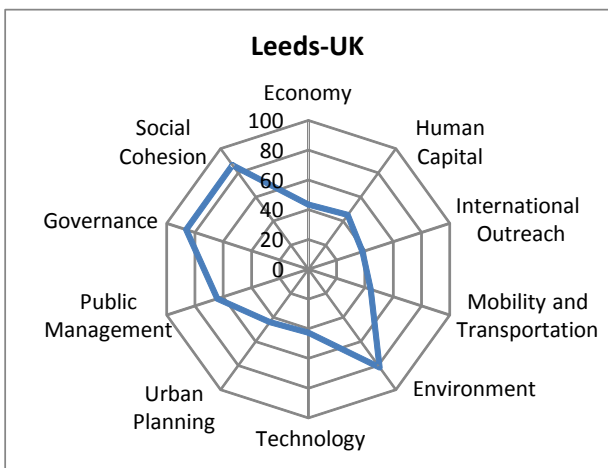 Leeds-UK
Economy
Human
Capital
International
Outreach
Mobility and
Transportation
Environment
Technology
Urban
Planning
Public
Management
Governance
Social
Cohesion
100
80
60
40
20
0